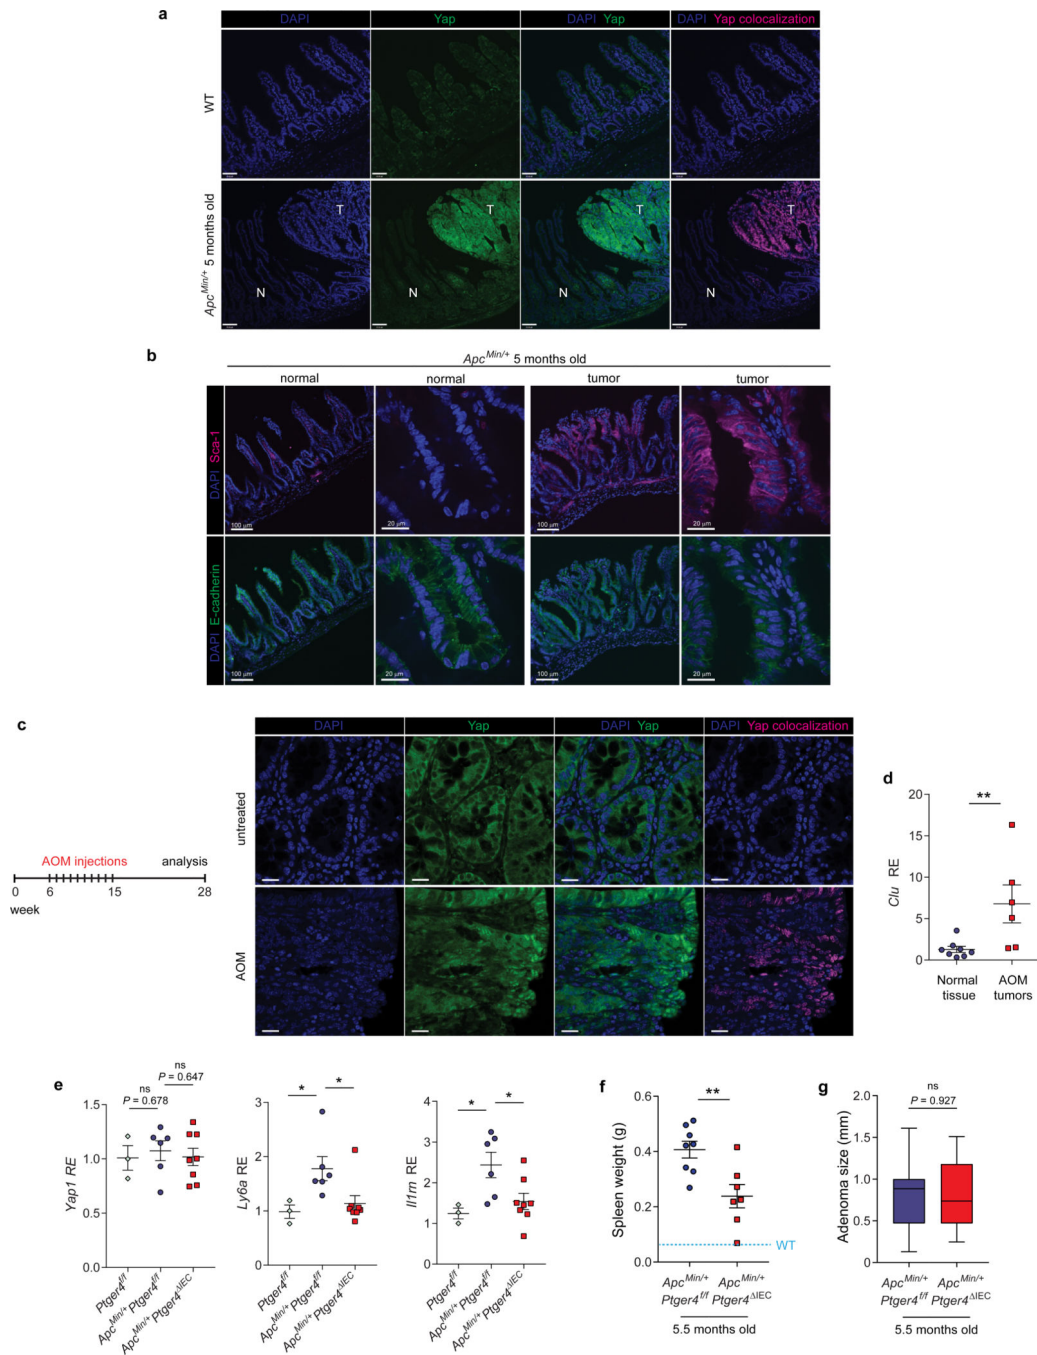 a
DAPI
Yap
DAPI Yap
DAPI Yap colocalization
WT
Apc^Min/+ 5 months old
T
T
T
T
N
N
N
N
b
Apc^Min/+ 5 months old
normal
normal
tumor
tumor
DAPI Sca-1
100 µm
20 µm
100 µm
20 µm
DAPI E-cadherin
100 µm
20 µm
100 µm
20 µm
c
AOM injections
analysis
0 6 15 28
week
DAPI
Yap
DAPI Yap
DAPI Yap colocalization
untreated
AOM
d
**
Clu RE
20
15
10
5
0
Normal tissue
AOM tumors
e
ns
P = 0.647
ns
P = 0.678
Yap1 RE
1.5
1.0
0.5
0.0
Ptger4^f/f
Apc^Min/+ Ptger4^f/f
Apc^Min/+ Ptger4^ΔIEC
* *
Ly6a RE
3
2
1
0
Ptger4^f/f
Apc^Min/+ Ptger4^f/f
Apc^Min/+ Ptger4^ΔIEC
* *
Il1rn RE
4
3
2
1
0
Ptger4^f/f
Apc^Min/+ Ptger4^f/f
Apc^Min/+ Ptger4^ΔIEC
f
**
Spleen weight (g)
0.6
0.4
0.2
0.0
WT
Apc^Min/+ Apc^Min/+
Ptger4^f/f Ptger4^ΔIEC
5.5 months old
g
ns
P = 0.927
Adenoma size (mm)
2.0
1.5
1.0
0.5
0.0
Apc^Min/+ Apc^Min/+
Ptger4^f/f Ptger4^ΔIEC
5.5 months old